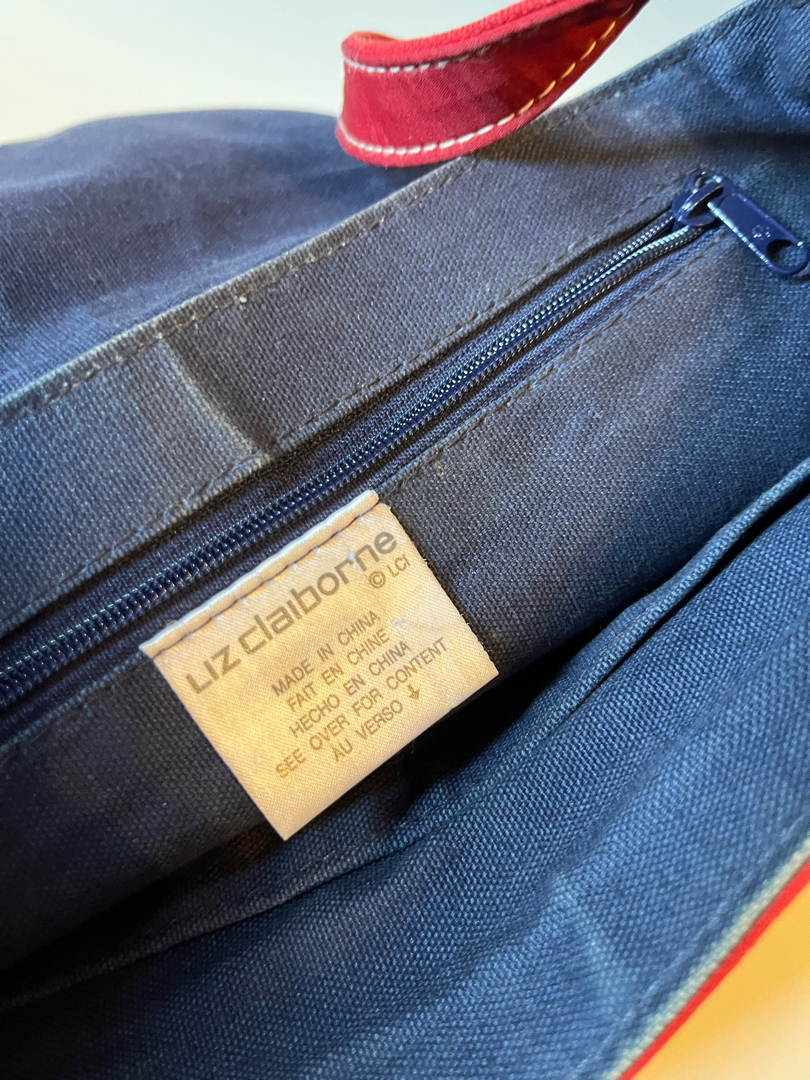 LIZ claiborne
© LCI
MADE IN CHINA
FAIT EN CHINE
HECHO EN CHINA
SEE OVER FOR CONTENT
AU VERSO ↓